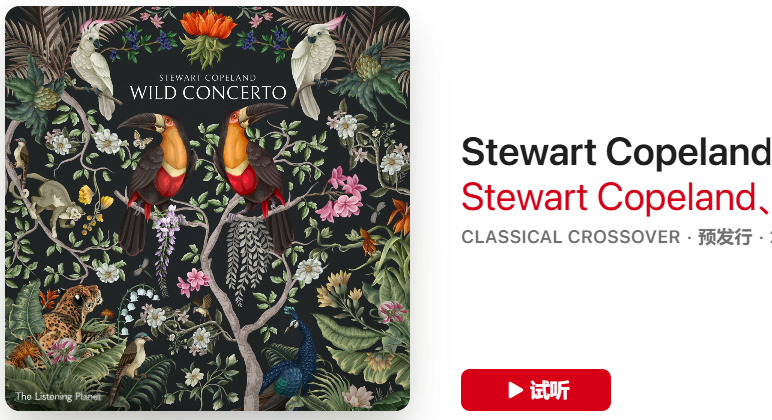 STEWART COPELAND
WILD CONCERTO
The Listening Planet
Stewart Copeland
Stewart Copeland、
CLASSICAL CROSSOVER · 预发行 ·
试听